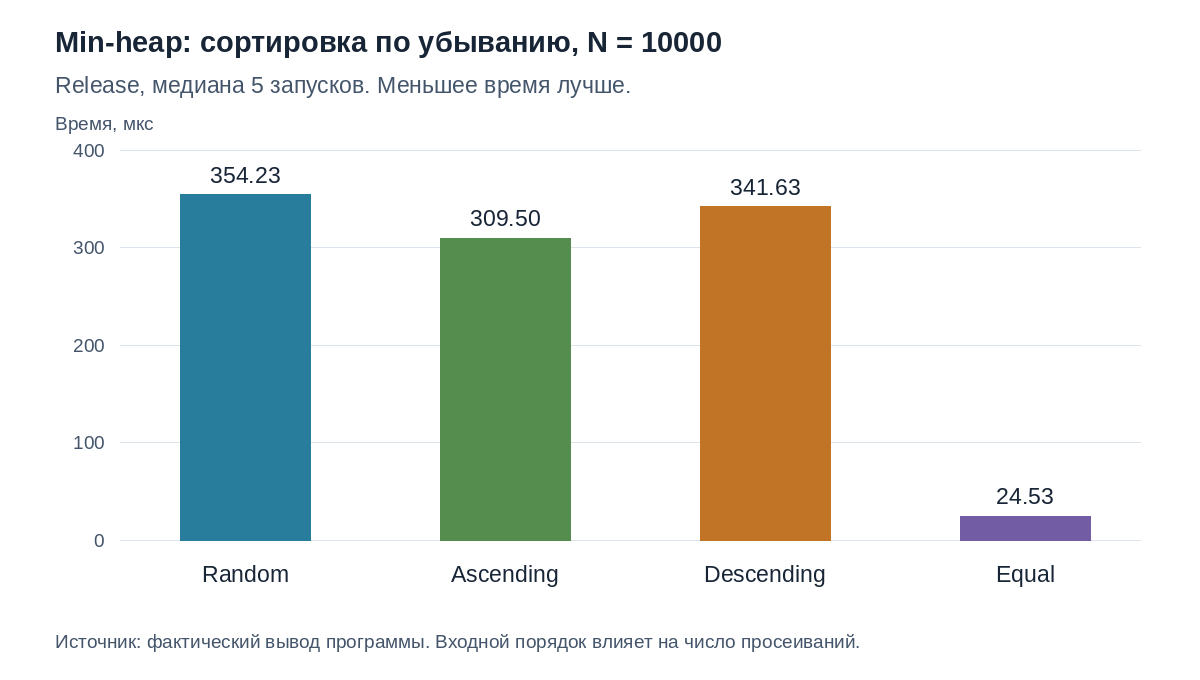 Min-heap: сортировка по убыванию, N = 10000
Release, медиана 5 запусков. Меньшее время лучше.
Время, мкс
400
300
200
100
0
354.23
309.50
341.63
24.53
Random
Ascending
Descending
Equal
Источник: фактический вывод программы. Входной порядок влияет на число просеиваний.